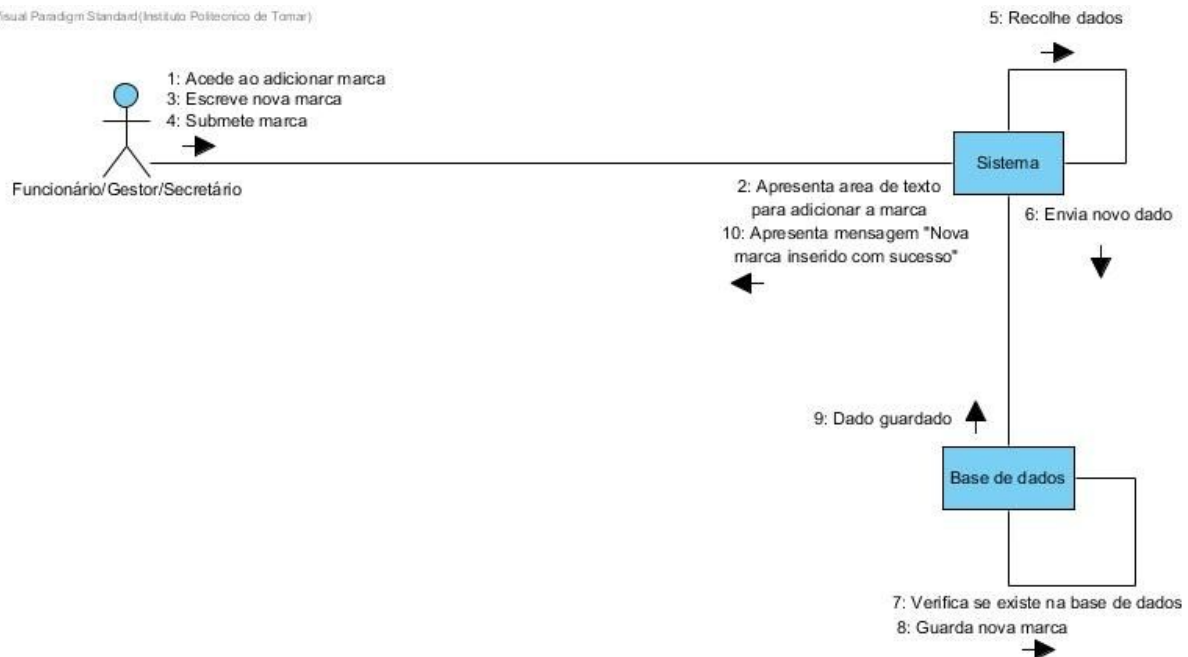 Visual Paradigm Standard(Instituto Politecnico de Tomar)
5: Recolhe dados
1: Acede ao adicionar marca
3: Escreve nova marca
4: Submete marca
Funcionário/Gestor/Secretário
Sistema
2: Apresenta area de texto
para adicionar a marca
10: Apresenta mensagem "Nova
marca inserido com sucesso"
6: Envia novo dado
9: Dado guardado
Base de dados
7: Verifica se existe na base de dados
8: Guarda nova marca